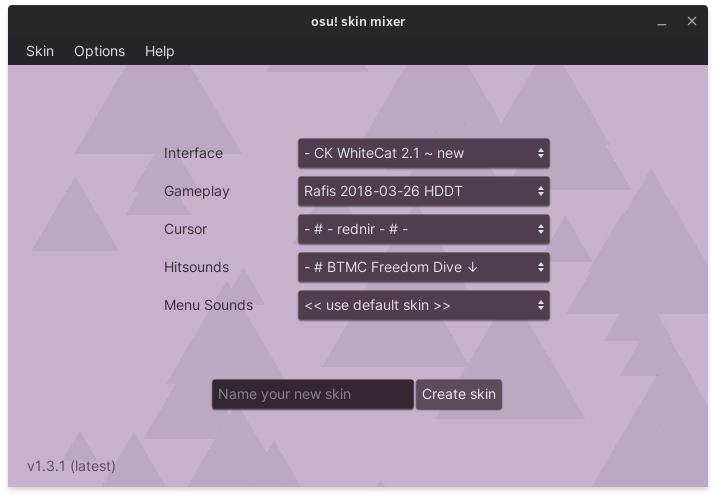 osu! skin mixer
Skin Options Help
Interface - CK WhiteCat 2.1 ~ new
Gameplay Rafis 2018-03-26 HDDT
Cursor - # - rednir - # -
Hitsounds - # BTMC Freedom Dive ↓
Menu Sounds << use default skin >>
Name your new skin Create skin
v1.3.1 (latest)